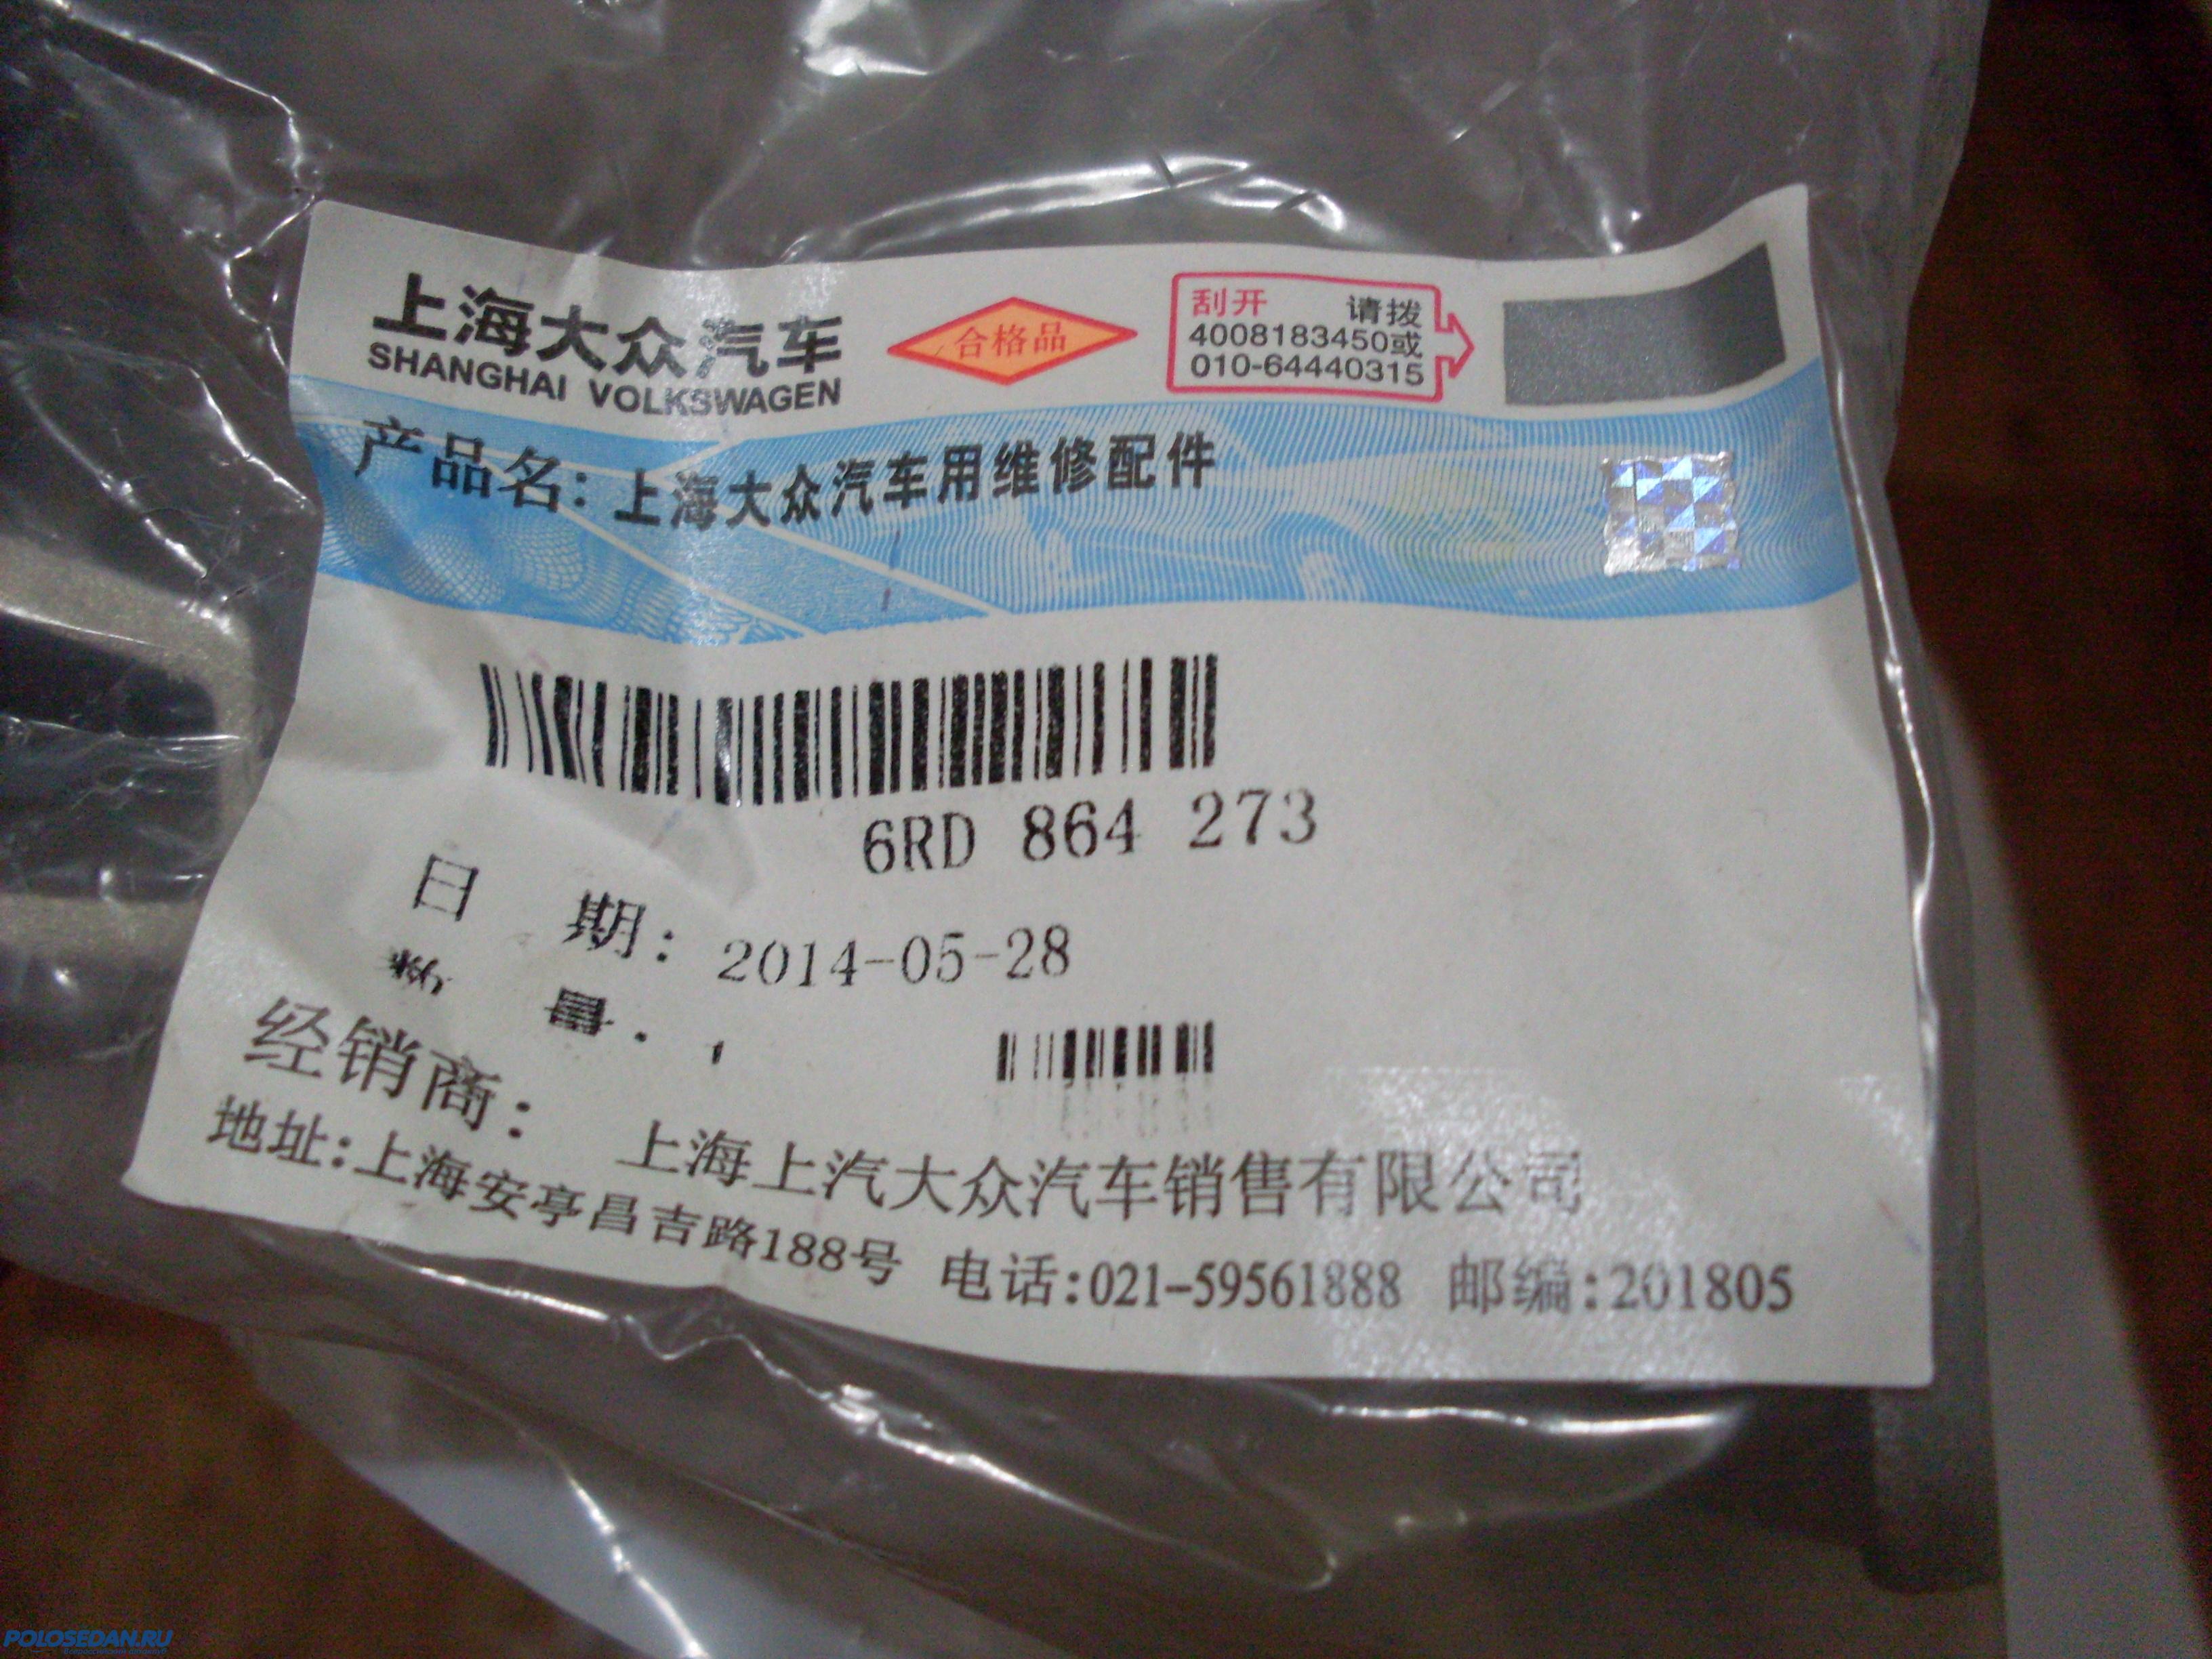 上海大众汽车
SHANGHAI VOLKSWAGEN
合格品
刮开 请拨
4008183450或
010-64440315
产品名: 上海大众汽车用维修配件
6RD 864 273
日 期: 2014-05-28
数 量: 1
经销商: 上海上汽大众汽车销售有限公司
地址:上海安亭昌吉路188号 电话:021-59561888 邮编:201805
POLOSEDAN.RU